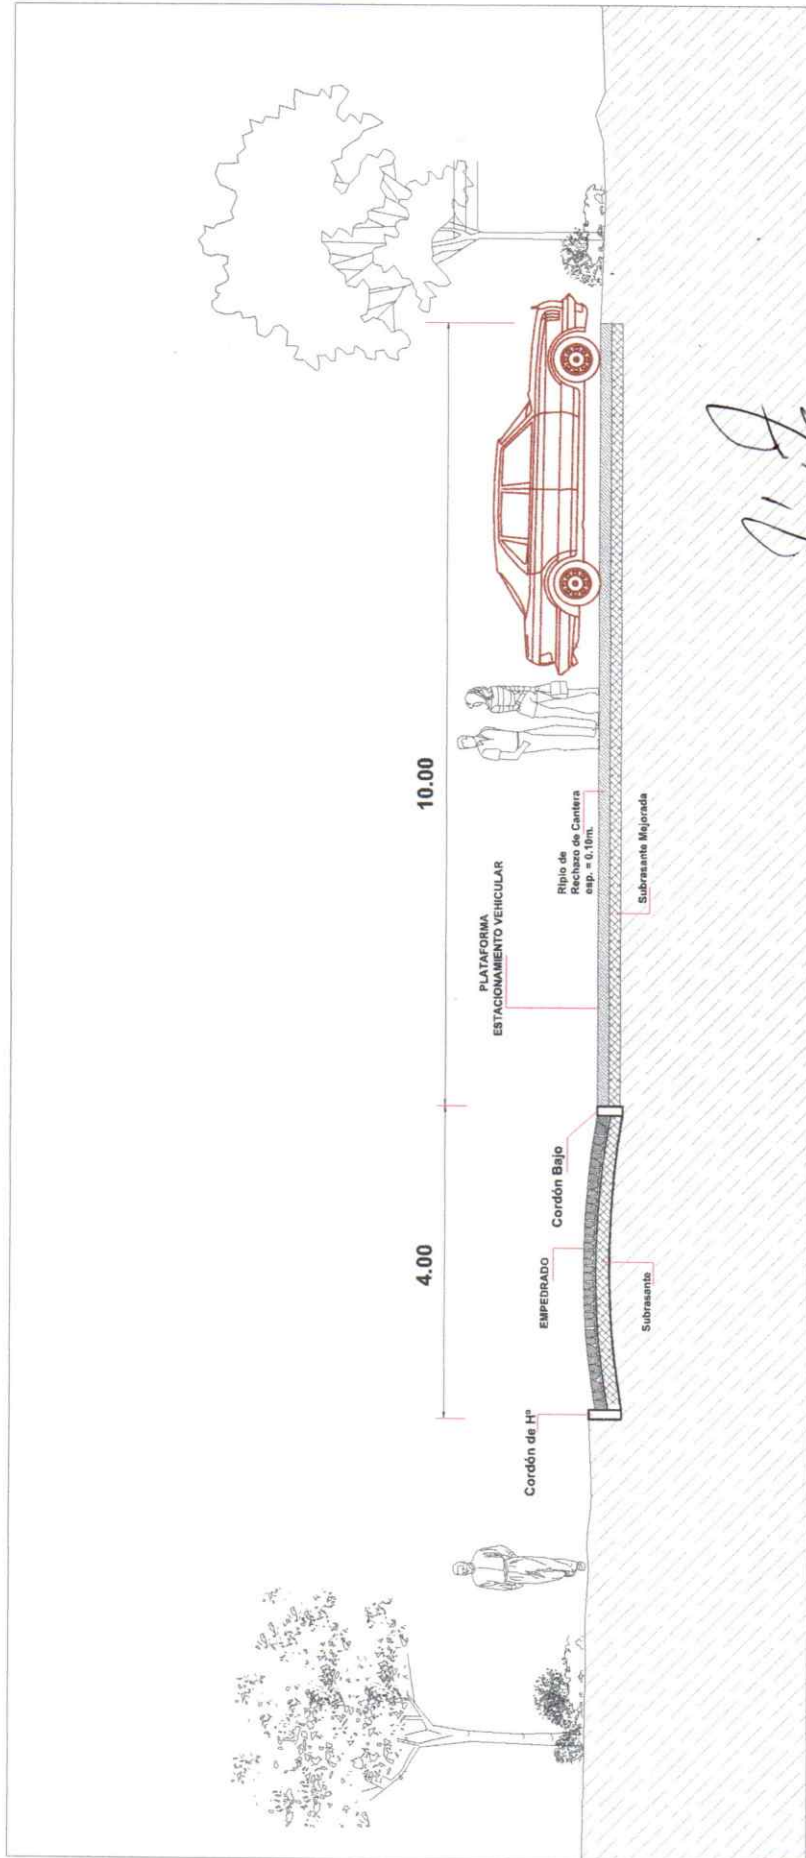 4.00
10.00
Cordón de Hº
EMPEDRADO
Cordón Bajo
PLATAFORMA
ESTACIONAMIENTO VEHICULAR
Ripio de
Rechazo de Cantera
esp. = 0.10m.
Subrasante
Subrasante Mejorada